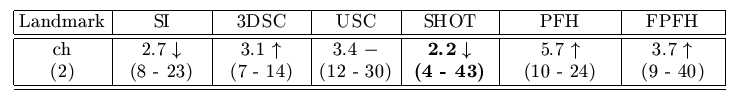 Landmark SI 3DSC USC SHOT PFH FPFH
ch 2.7 ↓ 3.1 ↑ 3.4 − 2.2 ↓ 5.7 ↑ 3.7 ↑
(2) (8 - 23) (7 - 14) (12 - 30) (4 - 43) (10 - 24) (9 - 40)